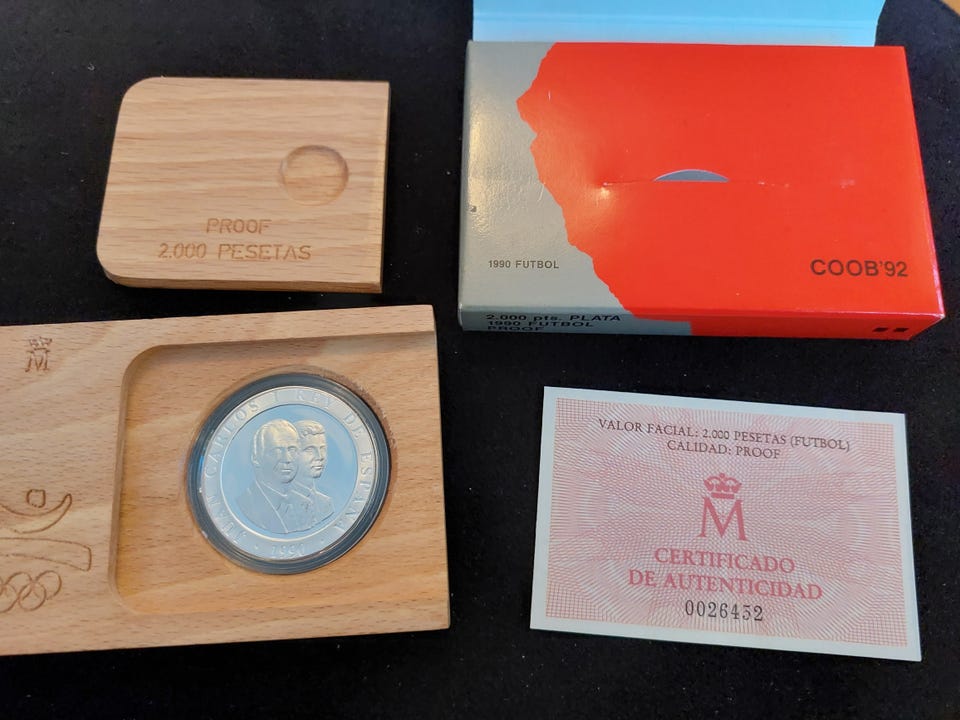 PROOF
2.000 PESETAS
1990 FUTBOL
COOB'92
2.000 pts. PLATA
1990 FUTBOL
PROOF
M
JUAN CARLOS I REY DE ESPAÑA
· 1990 ·
VALOR FACIAL: 2.000 PESETAS (FUTBOL)
CALIDAD: PROOF
M
CERTIFICADO
DE AUTENTICIDAD
0026452